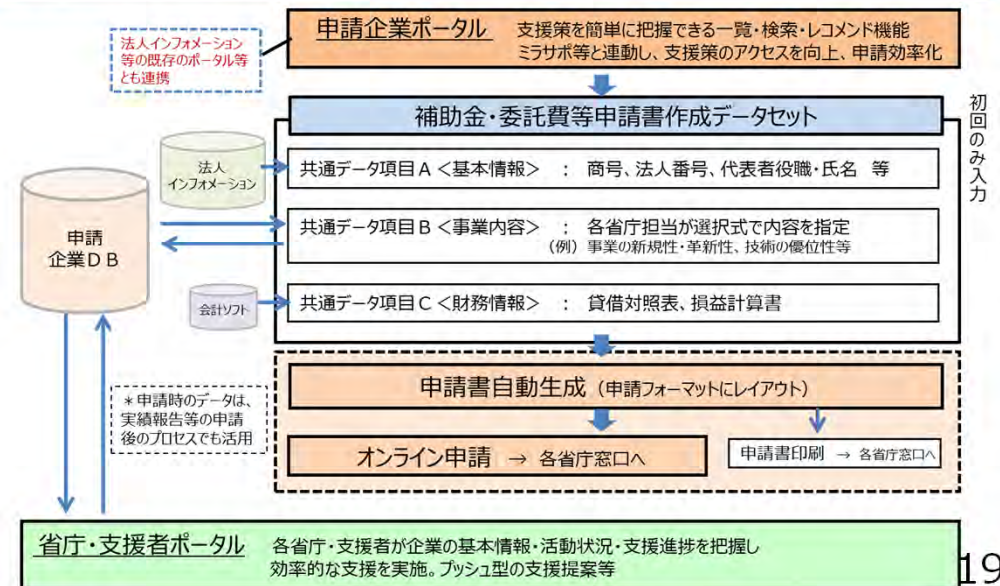 申請企業ポータル
支援策を簡単に把握できる一覧・検索・レコメンド機能
ミラサポ等と連動し、支援策のアクセスを向上、申請効率化
法人インフォメーション
等の既存のポータル等
とも連携
補助金・委託費等申請書作成データセット
初回のみ入力
法人
インフォメーション
共通データ項目A <基本情報> : 商号、法人番号、代表者役職・氏名 等
申請
企業DB
共通データ項目B <事業内容> : 各省庁担当が選択式で内容を指定
(例) 事業の新規性・革新性、技術の優位性等
会計ソフト
共通データ項目C <財務情報> : 貸借対照表、損益計算書
申請書自動生成 (申請フォーマットにレイアウト)
*申請時のデータは、
実績報告等の申請
後のプロセスでも活用
オンライン申請 → 各省庁窓口へ
申請書印刷 → 各省庁窓口へ
省庁・支援者ポータル
各省庁・支援者が企業の基本情報・活動状況・支援進捗を把握し
効率的な支援を実施。プッシュ型の支援提案等
19